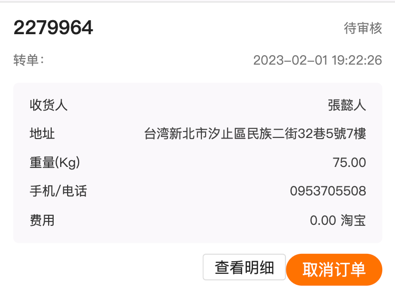 2279964 待审核
转单: 2023-02-01 19:22:26
收货人 張懿人
地址 台湾新北市汐止區民族二街32巷5號7樓
重量(Kg) 75.00
手机/电话 0953705508
费用 0.00 淘宝
查看明细 取消订单